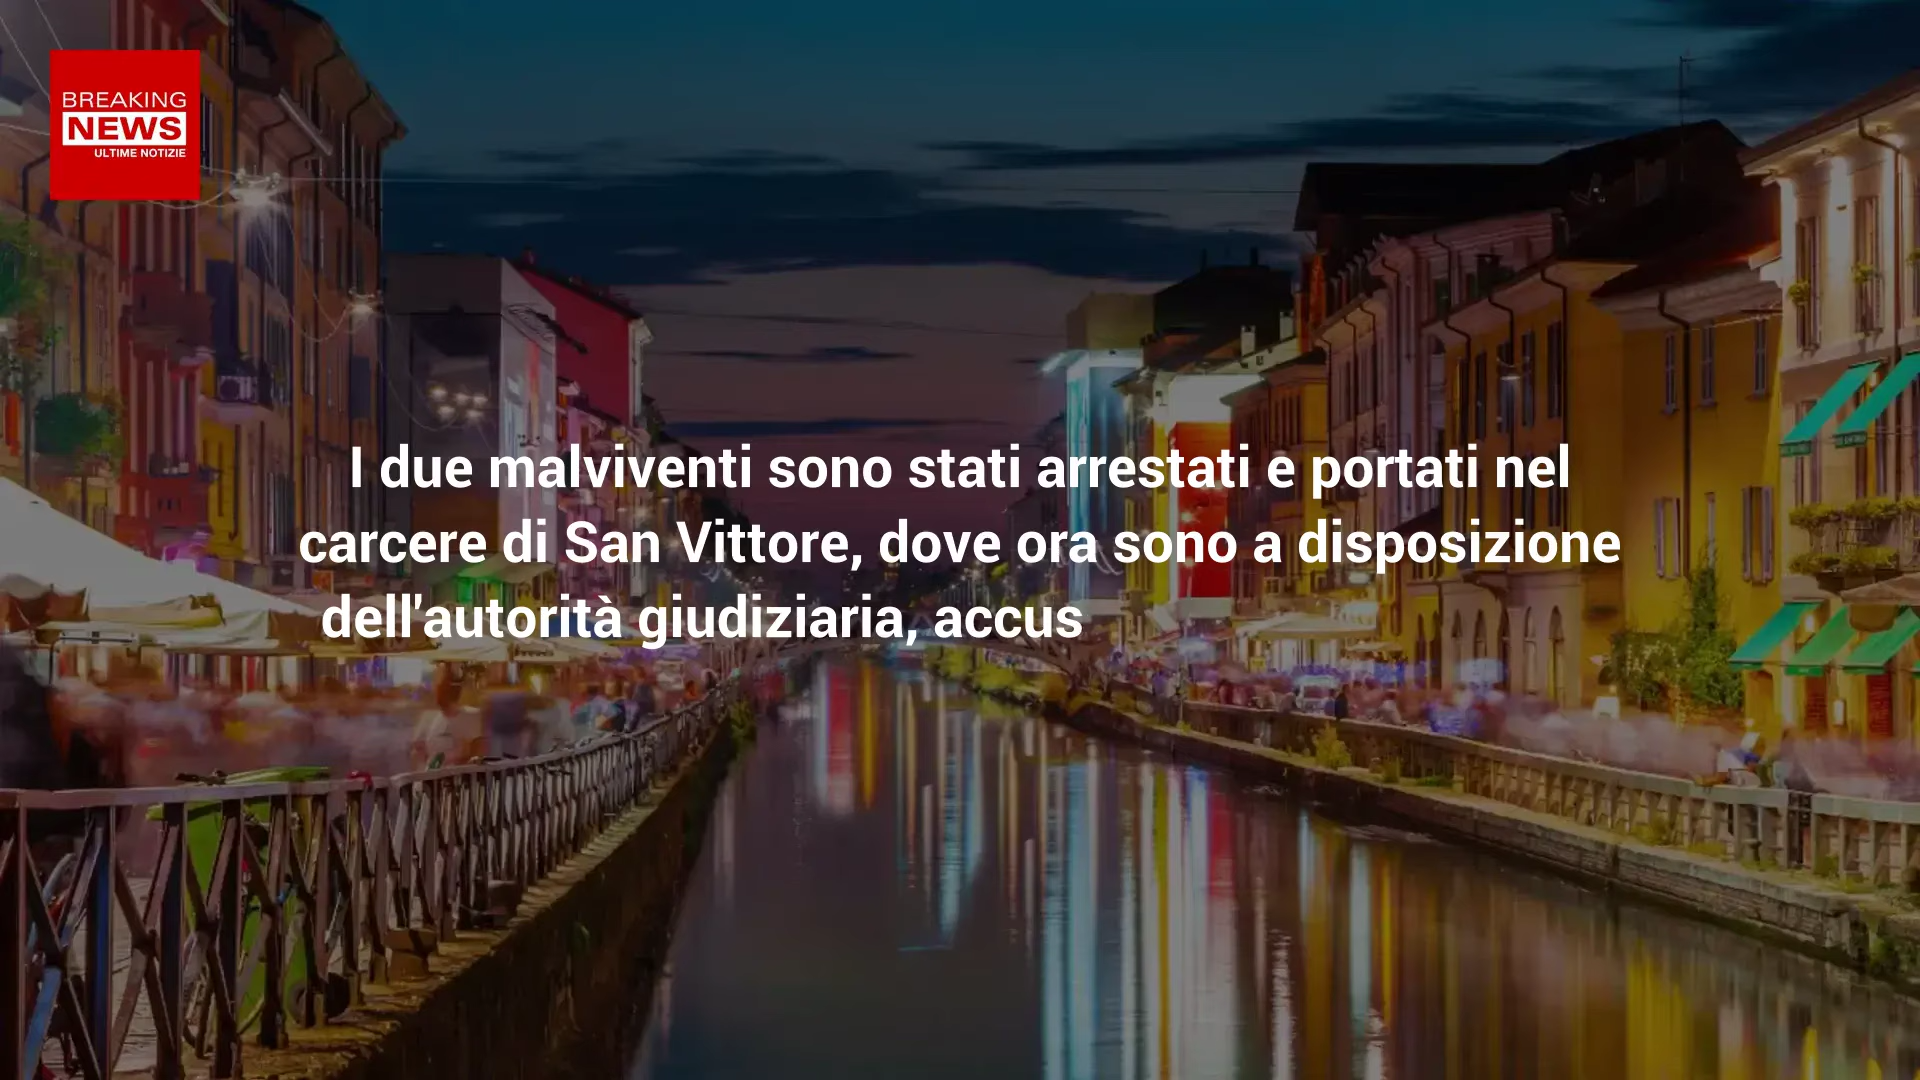 BREAKING
NEWS
ULTIME NOTIZIE
I due malviventi sono stati arrestati e portati nel
carcere di San Vittore, dove ora sono a disposizione
dell'autorità giudiziaria, accus